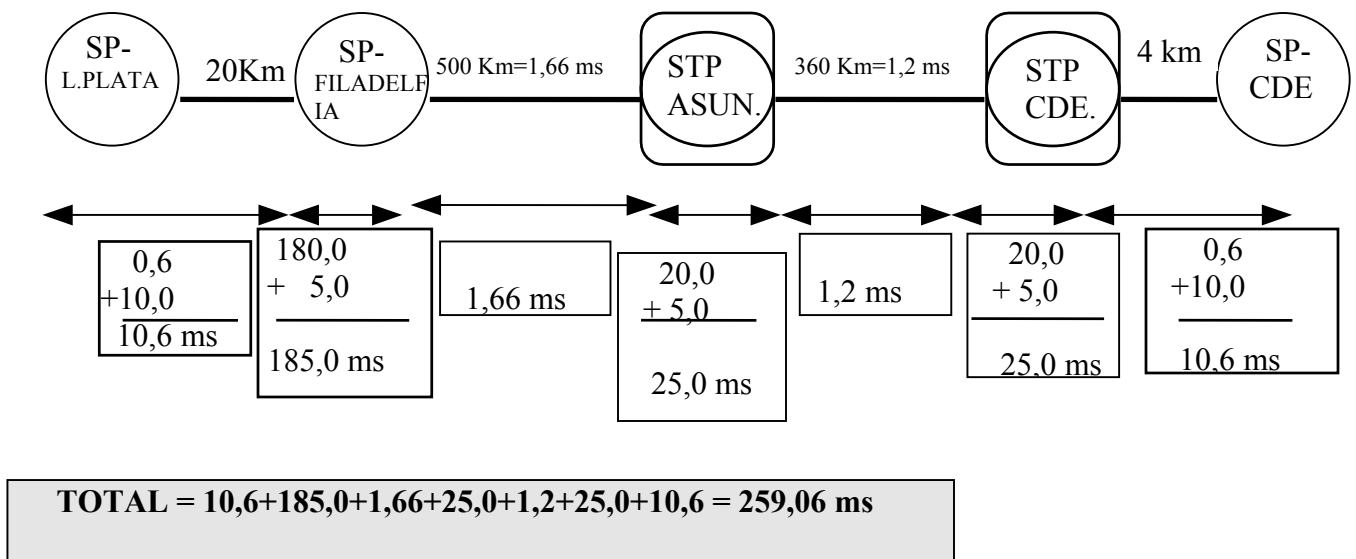 SP-
L.PLATA
20Km
SP-
FILADELF
IA
500 Km=1,66 ms
STP
ASUN.
360 Km=1,2 ms
STP
CDE.
4 km
SP-
CDE
0,6
+10,0
10,6 ms
180,0
+ 5,0
185,0 ms
1,66 ms
20,0
+ 5,0
25,0 ms
1,2 ms
20,0
+ 5,0
25,0 ms
0,6
+10,0
10,6 ms
TOTAL = 10,6+185,0+1,66+25,0+1,2+25,0+10,6 = 259,06 ms